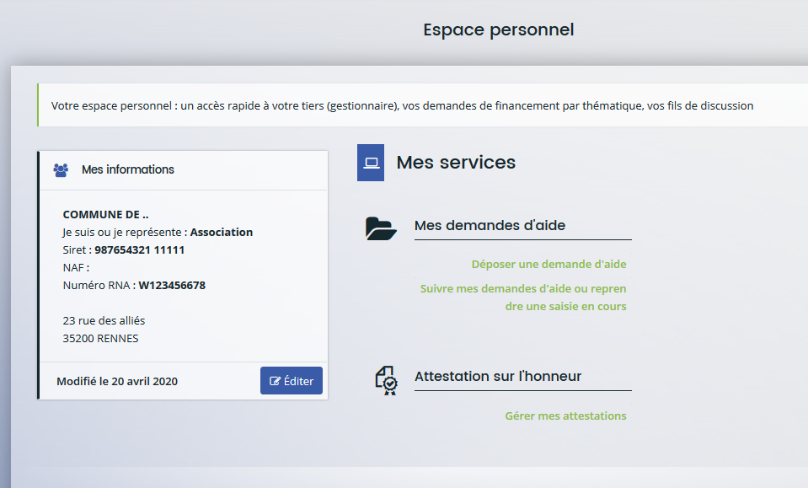 Espace personnel
Votre espace personnel : un accès rapide à votre tiers (gestionnaire), vos demandes de financement par thématique, vos fils de discussion
Mes informations
COMMUNE DE ..
Je suis ou je représente : Association
Siret : 987654321 11111
NAF :
Numéro RNA : W123456678
23 rue des alliés
35200 RENNES
Modifié le 20 avril 2020
Éditer
Mes services
Mes demandes d'aide
Déposer une demande d'aide
Suivre mes demandes d'aide ou repren
dre une saisie en cours
Attestation sur l'honneur
Gérer mes attestations